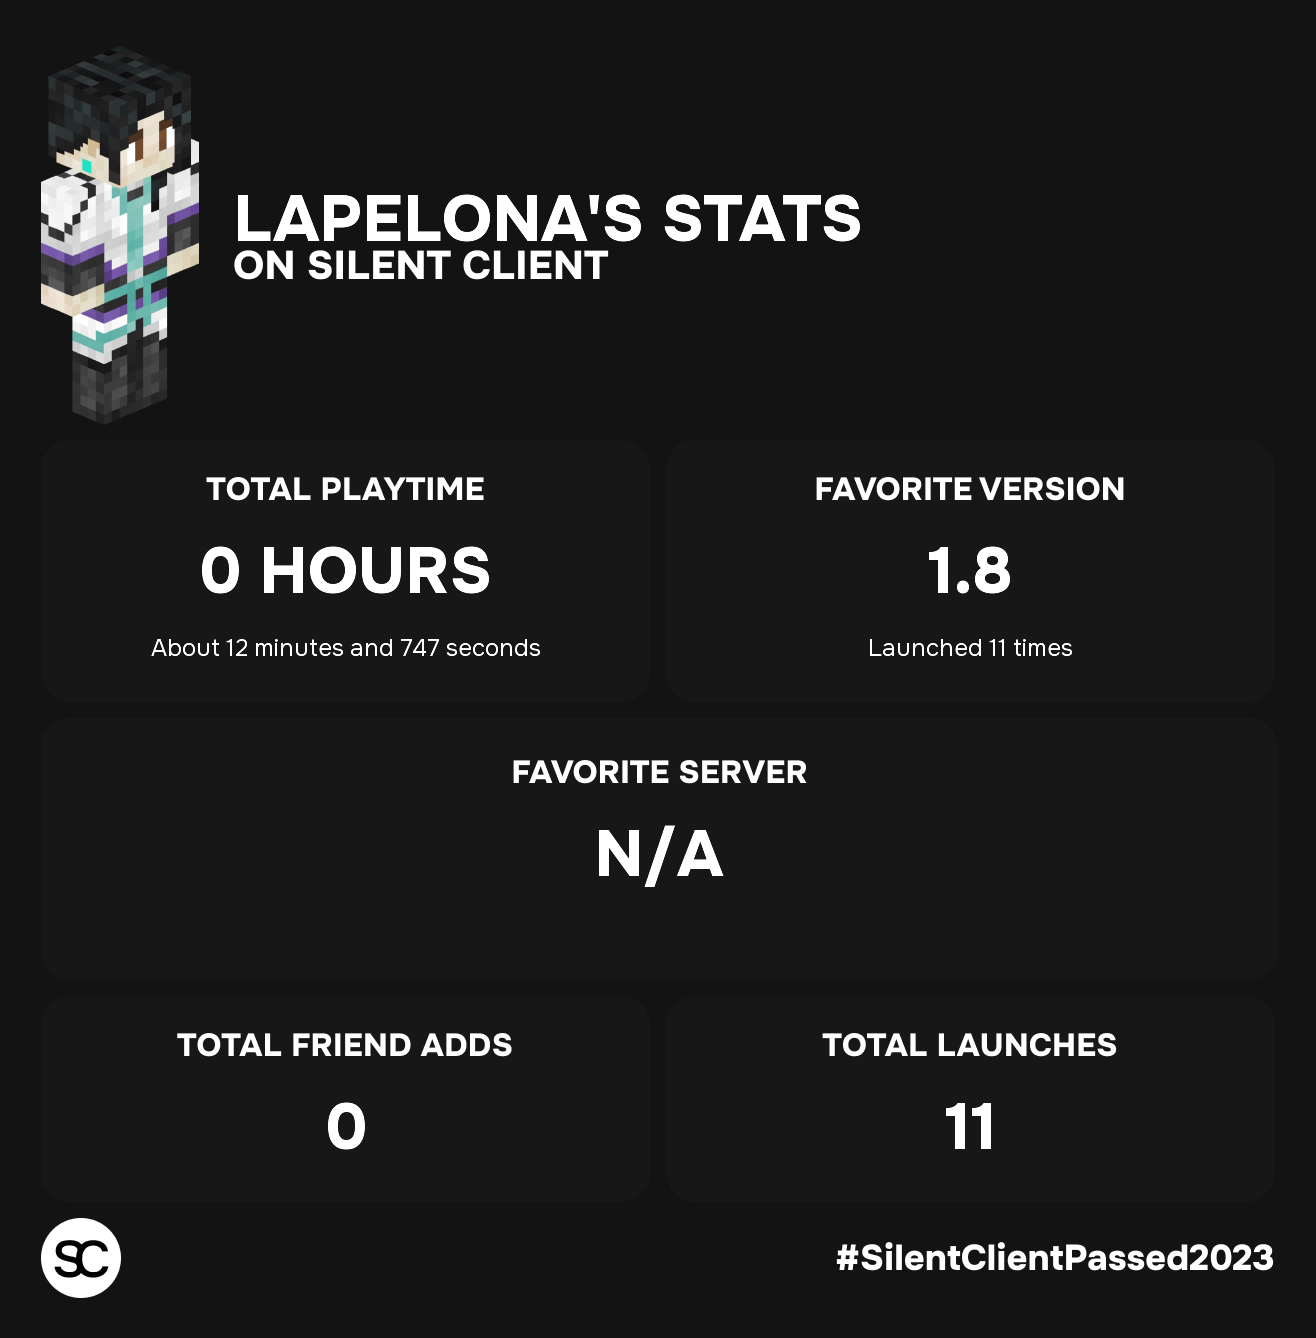 LAPELONA'S STATS
ON SILENT CLIENT
TOTAL PLAYTIME
0 HOURS
About 12 minutes and 747 seconds
FAVORITE VERSION
1.8
Launched 11 times
FAVORITE SERVER
N/A
TOTAL FRIEND ADDS
0
TOTAL LAUNCHES
11
SC
#SilentClientPassed2023